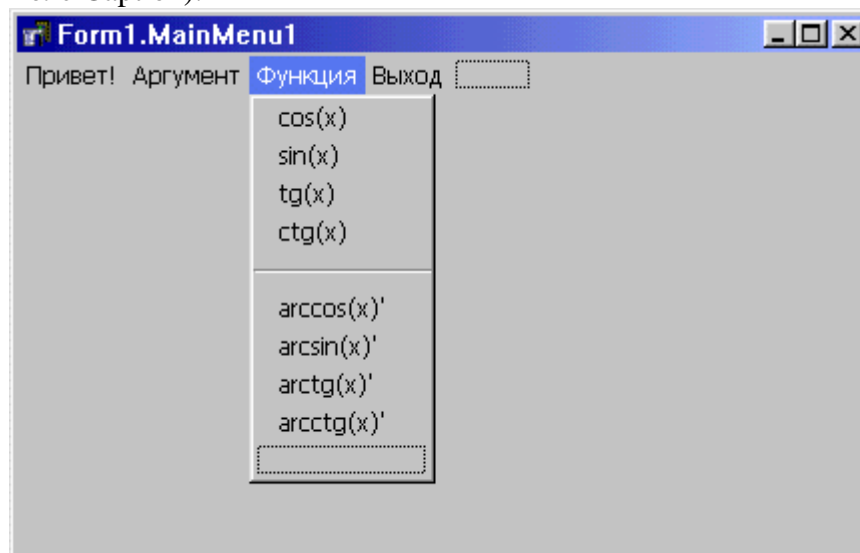 Form1.MainMenu1
Привет! Аргумент Функция Выход
cos(x)
sin(x)
tg(x)
ctg(x)
arccos(x)'
arcsin(x)'
arctg(x)'
arcctg(x)'